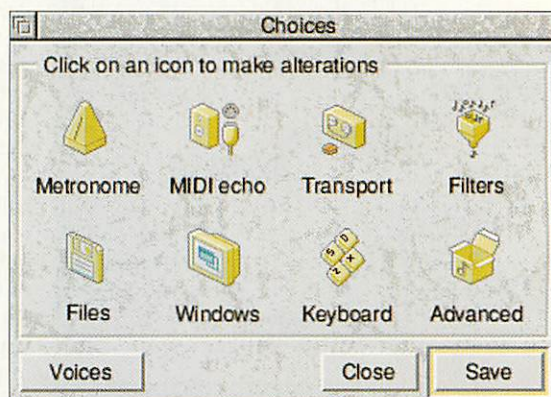 Choices
Click on an icon to make alterations
Metronome MIDI echo Transport Filters
S D
Z X
Files Windows Keyboard Advanced
Voices Close Save